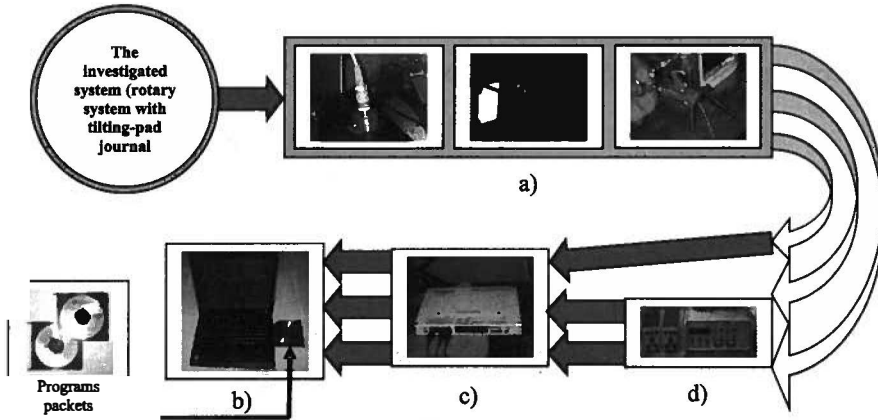 The
investigated
system (rotary
system with
tilting-pad
journal
a)
Programs
packets
b)
c)
d)